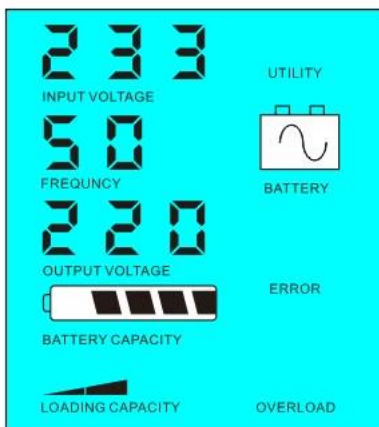 233
UTILITY
INPUT VOLTAGE
50
FREQUNCY
BATTERY
220
OUTPUT VOLTAGE
ERROR
BATTERY CAPACITY
LOADING CAPACITY
OVERLOAD